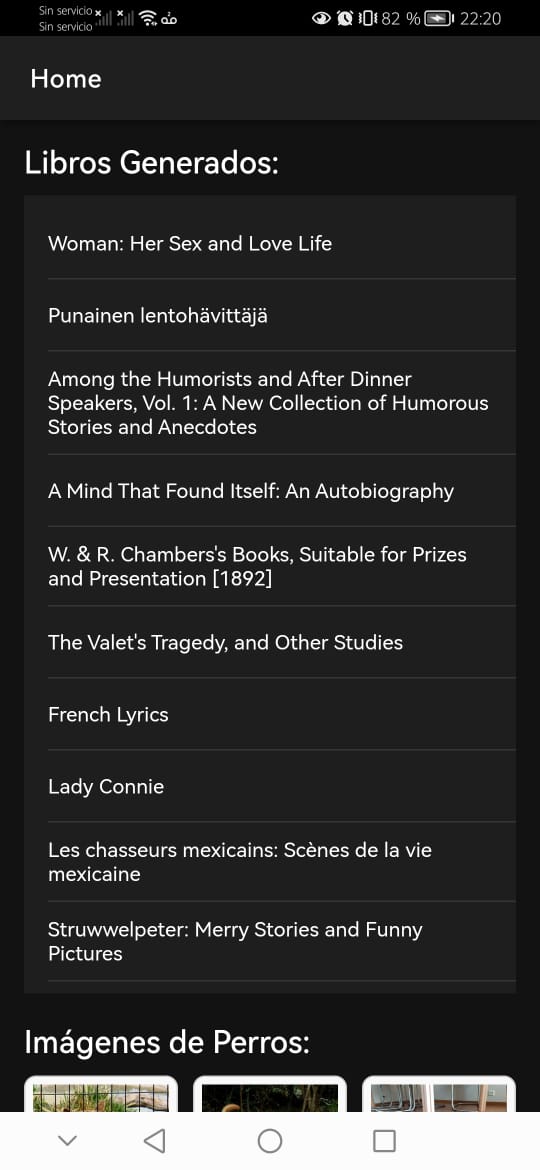 Sin servicio
Sin servicio
82 %
22:20
Home
Libros Generados:
Woman: Her Sex and Love Life
Punainen lentohävittäjä
Among the Humorists and After Dinner
Speakers, Vol. 1: A New Collection of Humorous
Stories and Anecdotes
A Mind That Found Itself: An Autobiography
W. & R. Chambers's Books, Suitable for Prizes
and Presentation [1892]
The Valet's Tragedy, and Other Studies
French Lyrics
Lady Connie
Les chasseurs mexicains: Scènes de la vie
mexicaine
Struwwelpeter: Merry Stories and Funny
Pictures
Imágenes de Perros: